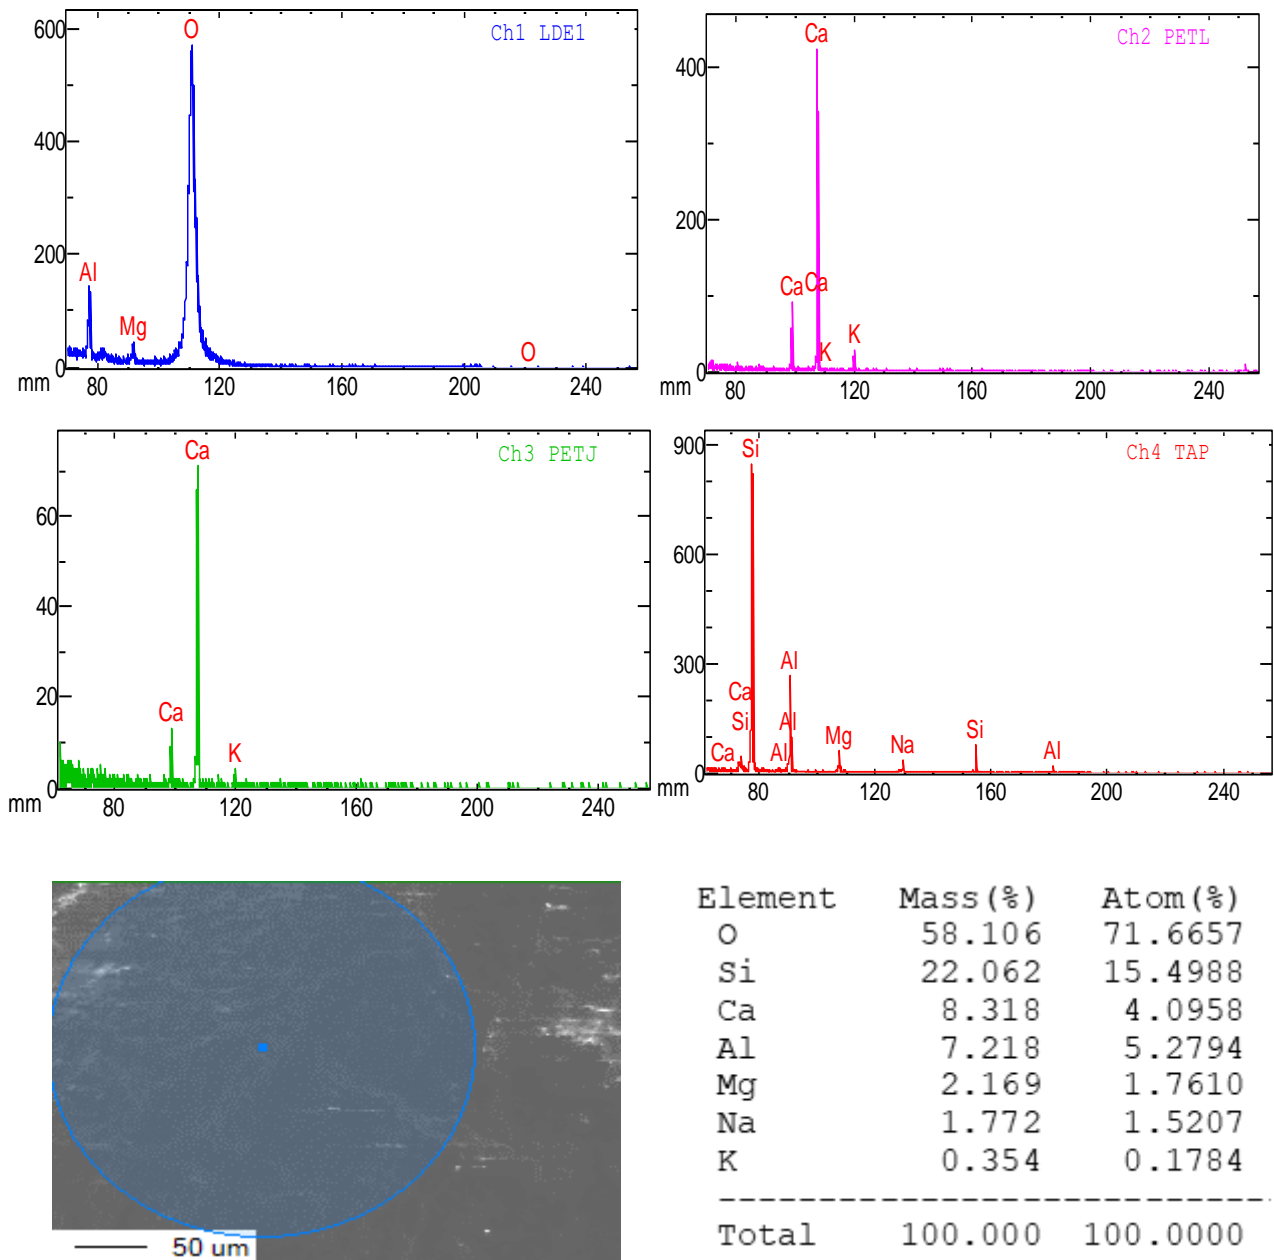 Ch1 LDE1
600
400
200
0
O
Al
Mg
O
mm
80 120 160 200 240
Ch2 PETL
400
200
0
Ca
Ca
Ca
K
K
mm
80 120 160 200 240
Ch3 PETJ
60
40
20
0
Ca
Ca
K
mm
80 120 160 200 240
Ch4 TAP
900
600
300
0
Si
Ca
Si
Ca
Al
Al
Al
Mg
Na
Si
Al
mm
80 120 160 200 240
50 um
Element Mass(%) Atom(%)
O 58.106 71.6657
Si 22.062 15.4988
Ca 8.318 4.0958
Al 7.218 5.2794
Mg 2.169 1.7610
Na 1.772 1.5207
K 0.354 0.1784
Total 100.000 100.0000